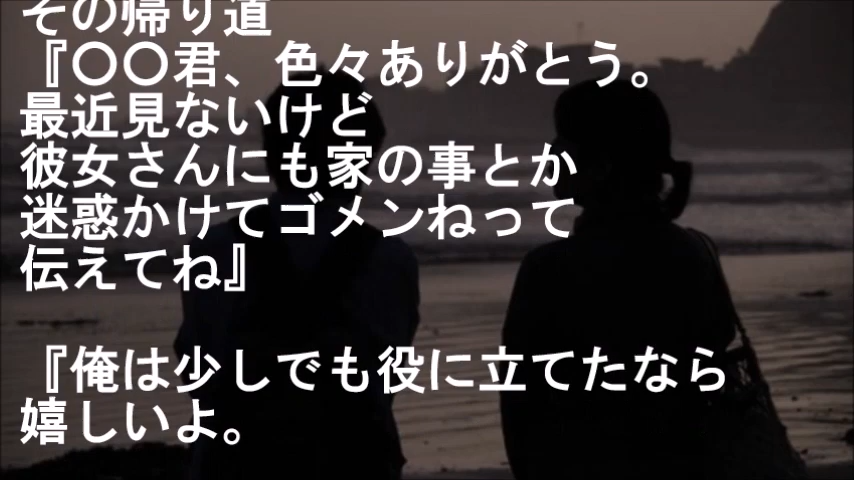 その帰り道
『〇〇君、色々ありがとう。
最近見ないけど
彼女さんにも家の事とか
迷惑かけてゴメンねって
伝えてね』
『俺は少しでも役に立てたなら
嬉しいよ。